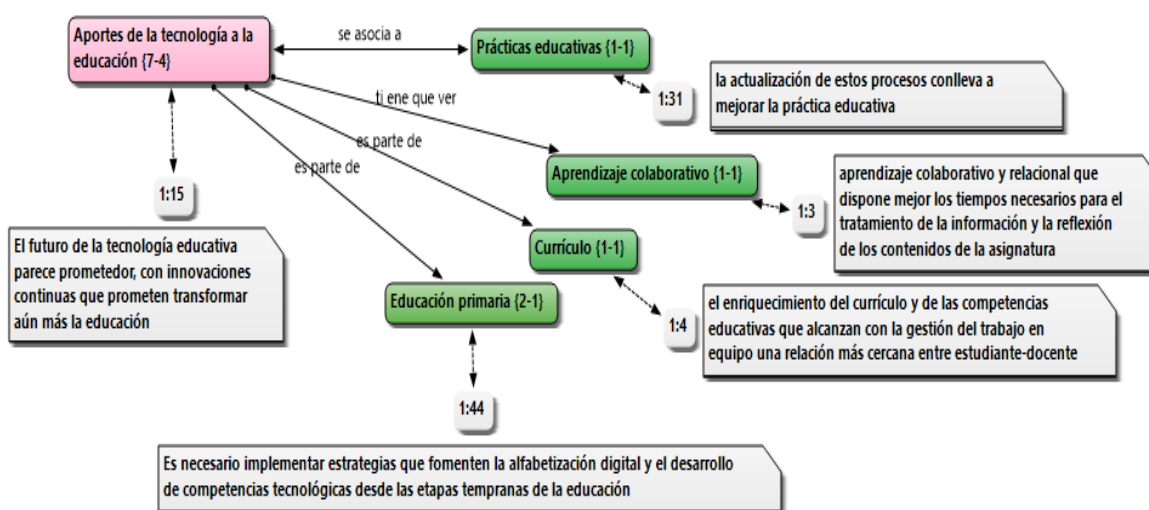 Aportes de la tecnología a la
educación {7-4}
se asocia a
Prácticas educativas {1-1}
1:31
la actualización de estos procesos conlleva a
mejorar la práctica educativa
ti ene que ver
es parte de
es parte de
Aprendizaje colaborativo {1-1}
1:3
aprendizaje colaborativo y relacional que
dispone mejor los tiempos necesarios para el
tratamiento de la información y la reflexión
de los contenidos de la asignatura
1:15
El futuro de la tecnología educativa
parece prometedor, con innovaciones
continuas que prometen transformar
aún más la educación
Currículo {1-1}
1:4
el enriquecimiento del currículo y de las competencias
educativas que alcanzan con la gestión del trabajo en
equipo una relación más cercana entre estudiante-docente
Educación primaria {2-1}
1:44
Es necesario implementar estrategias que fomenten la alfabetización digital y el desarrollo
de competencias tecnológicas desde las etapas tempranas de la educación